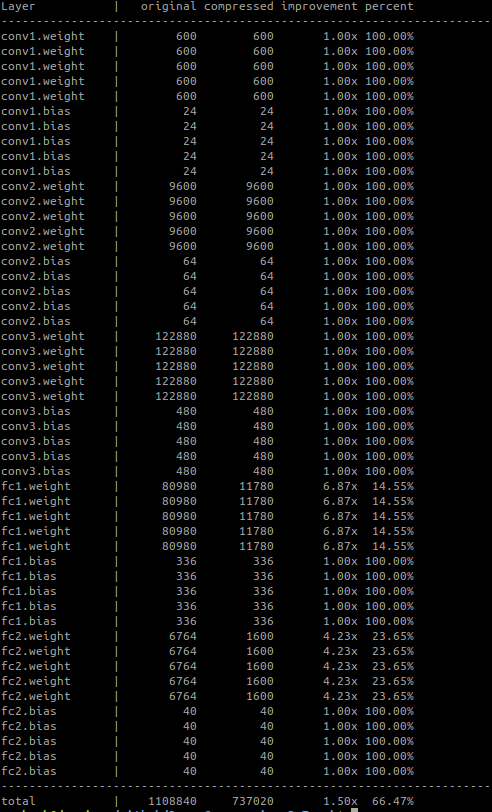 Layer           |   original compressed improvement percent
----------------------------------------------------------------------
conv1.weight    |        600        600       1.00x 100.00%
conv1.weight    |        600        600       1.00x 100.00%
conv1.weight    |        600        600       1.00x 100.00%
conv1.weight    |        600        600       1.00x 100.00%
conv1.weight    |        600        600       1.00x 100.00%
conv1.bias      |         24         24       1.00x 100.00%
conv1.bias      |         24         24       1.00x 100.00%
conv1.bias      |         24         24       1.00x 100.00%
conv1.bias      |         24         24       1.00x 100.00%
conv1.bias      |         24         24       1.00x 100.00%
conv2.weight    |       9600       9600       1.00x 100.00%
conv2.weight    |       9600       9600       1.00x 100.00%
conv2.weight    |       9600       9600       1.00x 100.00%
conv2.weight    |       9600       9600       1.00x 100.00%
conv2.weight    |       9600       9600       1.00x 100.00%
conv2.bias      |         64         64       1.00x 100.00%
conv2.bias      |         64         64       1.00x 100.00%
conv2.bias      |         64         64       1.00x 100.00%
conv2.bias      |         64         64       1.00x 100.00%
conv2.bias      |         64         64       1.00x 100.00%
conv3.weight    |     122880     122880       1.00x 100.00%
conv3.weight    |     122880     122880       1.00x 100.00%
conv3.weight    |     122880     122880       1.00x 100.00%
conv3.weight    |     122880     122880       1.00x 100.00%
conv3.weight    |     122880     122880       1.00x 100.00%
conv3.bias      |        480        480       1.00x 100.00%
conv3.bias      |        480        480       1.00x 100.00%
conv3.bias      |        480        480       1.00x 100.00%
conv3.bias      |        480        480       1.00x 100.00%
conv3.bias      |        480        480       1.00x 100.00%
fc1.weight      |      80980      11780       6.87x  14.55%
fc1.weight      |      80980      11780       6.87x  14.55%
fc1.weight      |      80980      11780       6.87x  14.55%
fc1.weight      |      80980      11780       6.87x  14.55%
fc1.weight      |      80980      11780       6.87x  14.55%
fc1.bias        |        336        336       1.00x 100.00%
fc1.bias        |        336        336       1.00x 100.00%
fc1.bias        |        336        336       1.00x 100.00%
fc1.bias        |        336        336       1.00x 100.00%
fc1.bias        |        336        336       1.00x 100.00%
fc2.weight      |       6764       1600       4.23x  23.65%
fc2.weight      |       6764       1600       4.23x  23.65%
fc2.weight      |       6764       1600       4.23x  23.65%
fc2.weight      |       6764       1600       4.23x  23.65%
fc2.weight      |       6764       1600       4.23x  23.65%
fc2.bias        |         40         40       1.00x 100.00%
fc2.bias        |         40         40       1.00x 100.00%
fc2.bias        |         40         40       1.00x 100.00%
fc2.bias        |         40         40       1.00x 100.00%
fc2.bias        |         40         40       1.00x 100.00%
----------------------------------------------------------------------
total           |    1108840     737020       1.50x  66.47%